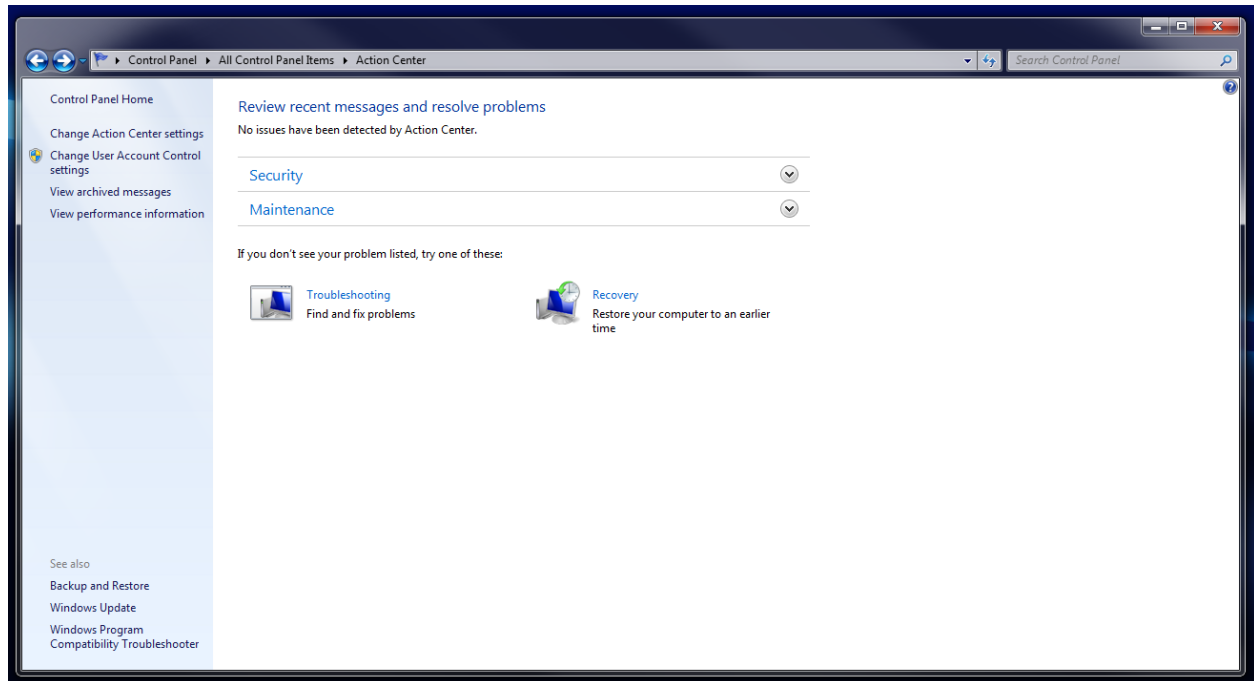 Control Panel ▸ All Control Panel Items ▸ Action Center
Search Control Panel
Control Panel Home
Change Action Center settings
Change User Account Control
settings
View archived messages
View performance information
Review recent messages and resolve problems
No issues have been detected by Action Center.
Security
Maintenance
If you don't see your problem listed, try one of these:
Troubleshooting
Find and fix problems
Recovery
Restore your computer to an earlier
time
See also
Backup and Restore
Windows Update
Windows Program
Compatibility Troubleshooter